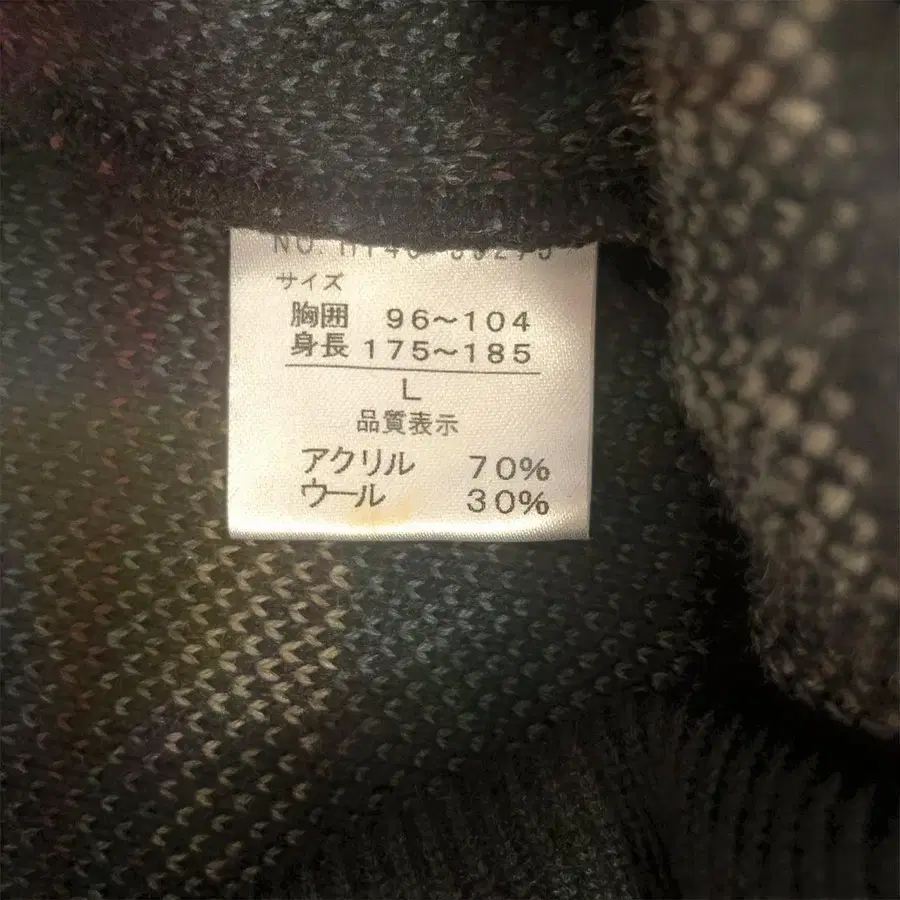 NO.
サイズ
胸囲 96～104
身長 175～185
L
品質表示
アクリル 70%
ウール 30%